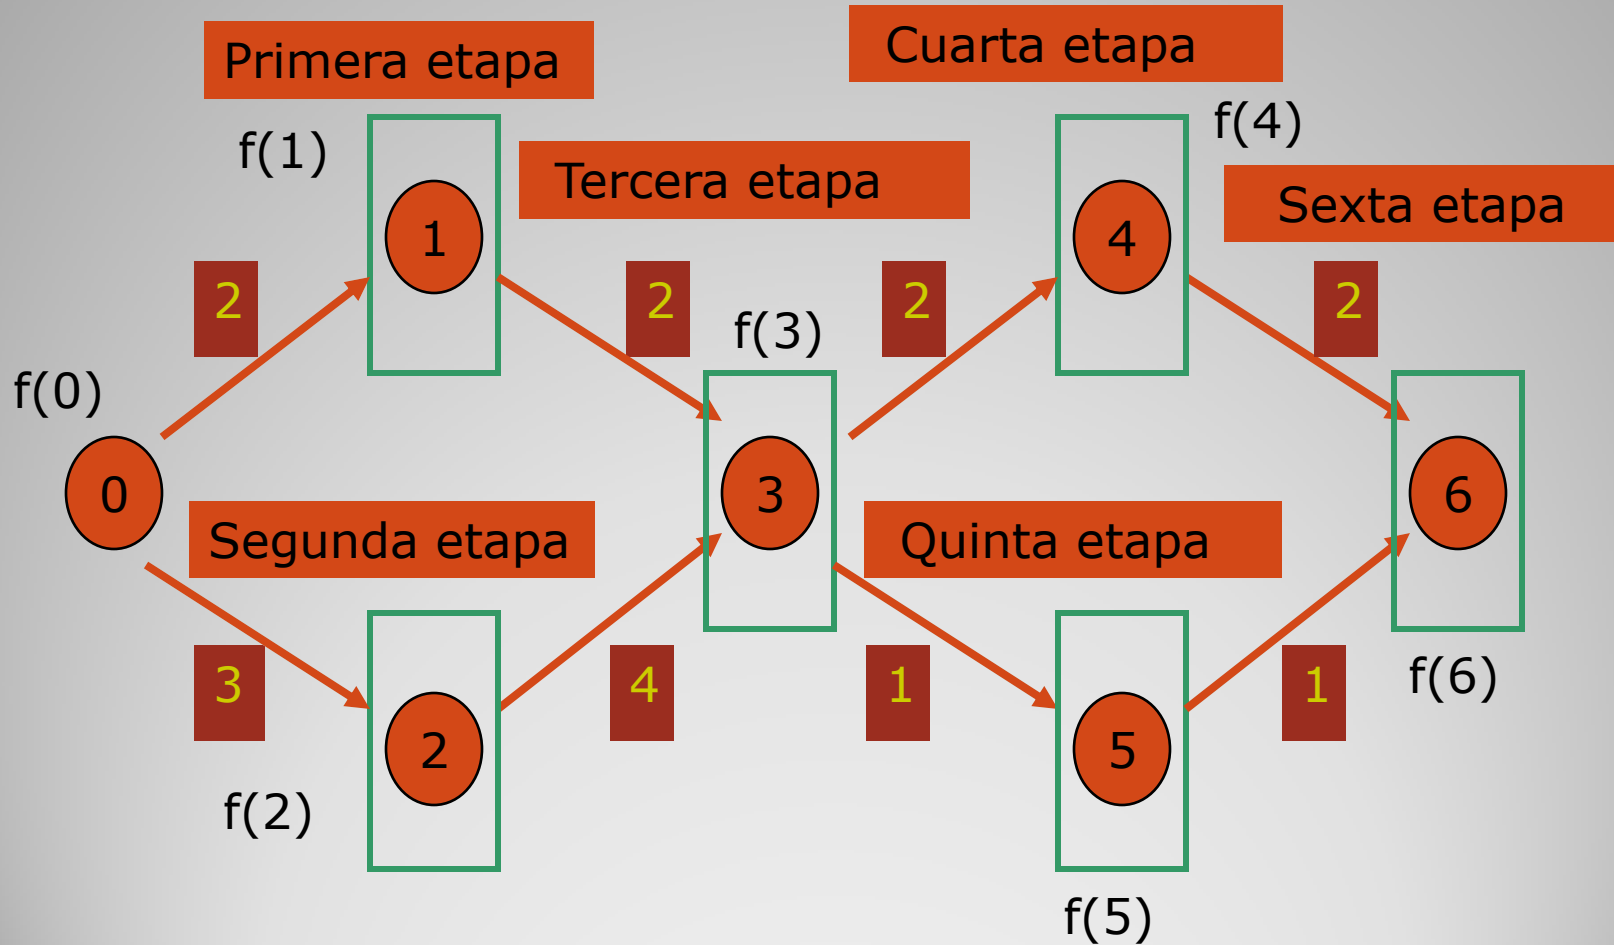 Primera etapa
Cuarta etapa
f(1)
f(4)
Tercera etapa
Sexta etapa
1
4
2
2
2
2
f(3)
f(0)
0
3
6
Segunda etapa
Quinta etapa
3
4
1
1
f(6)
2
5
f(2)
f(5)